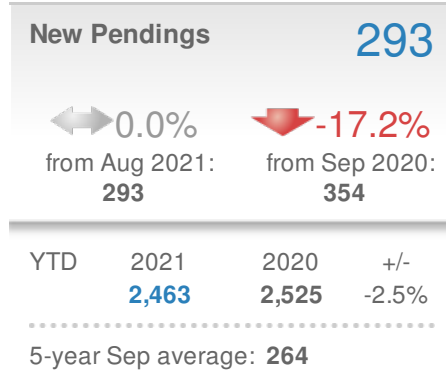 New Pendings 293
0.0% -17.2%
from Aug 2021: from Sep 2020:
293 354
YTD 2021 2020 +/-
2,463 2,525 -2.5%
5-year Sep average: 264